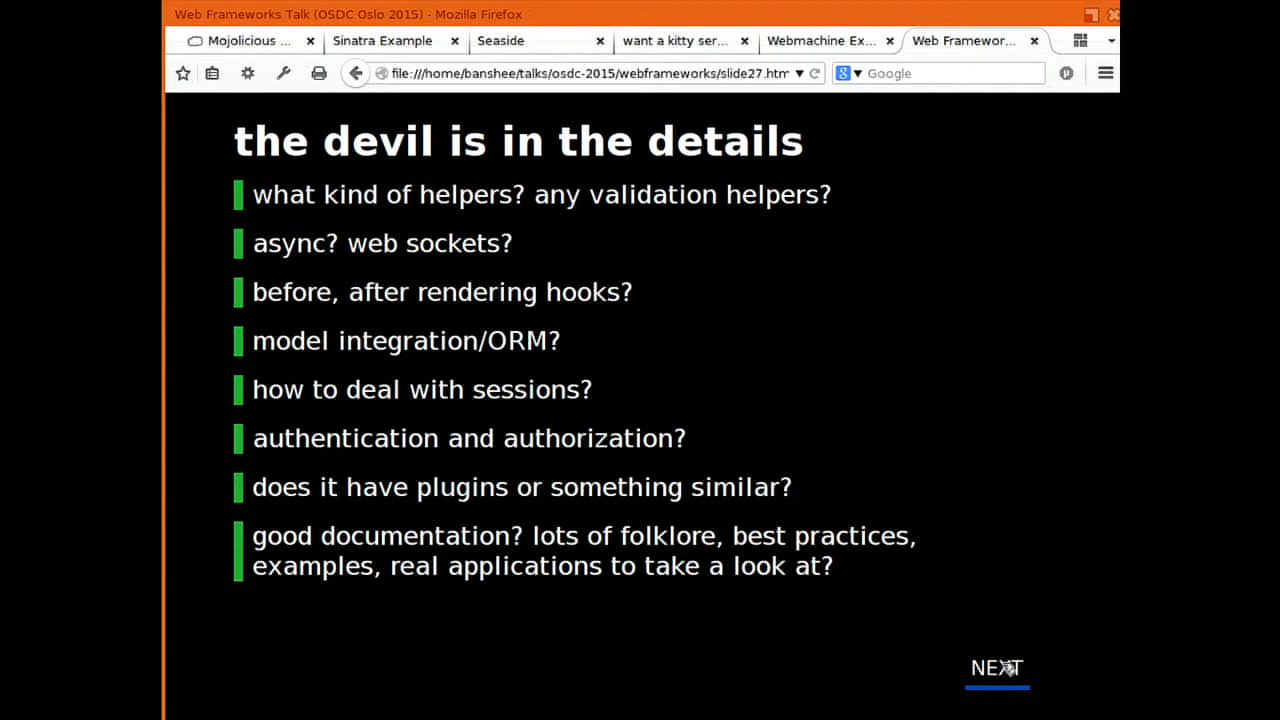 Web Frameworks Talk (OSDC Oslo 2015) - Mozilla Firefox
Mojolicious ...
Sinatra Example
Seaside
want a kitty ser...
Webmachine Ex...
Web Framewor...
file:///home/banshee/talks/osdc-2015/webframeworks/slide27.htm
8
Google
the devil is in the details
what kind of helpers? any validation helpers?
async? web sockets?
before, after rendering hooks?
model integration/ORM?
how to deal with sessions?
authentication and authorization?
does it have plugins or something similar?
good documentation? lots of folklore, best practices,
examples, real applications to take a look at?
NEXT